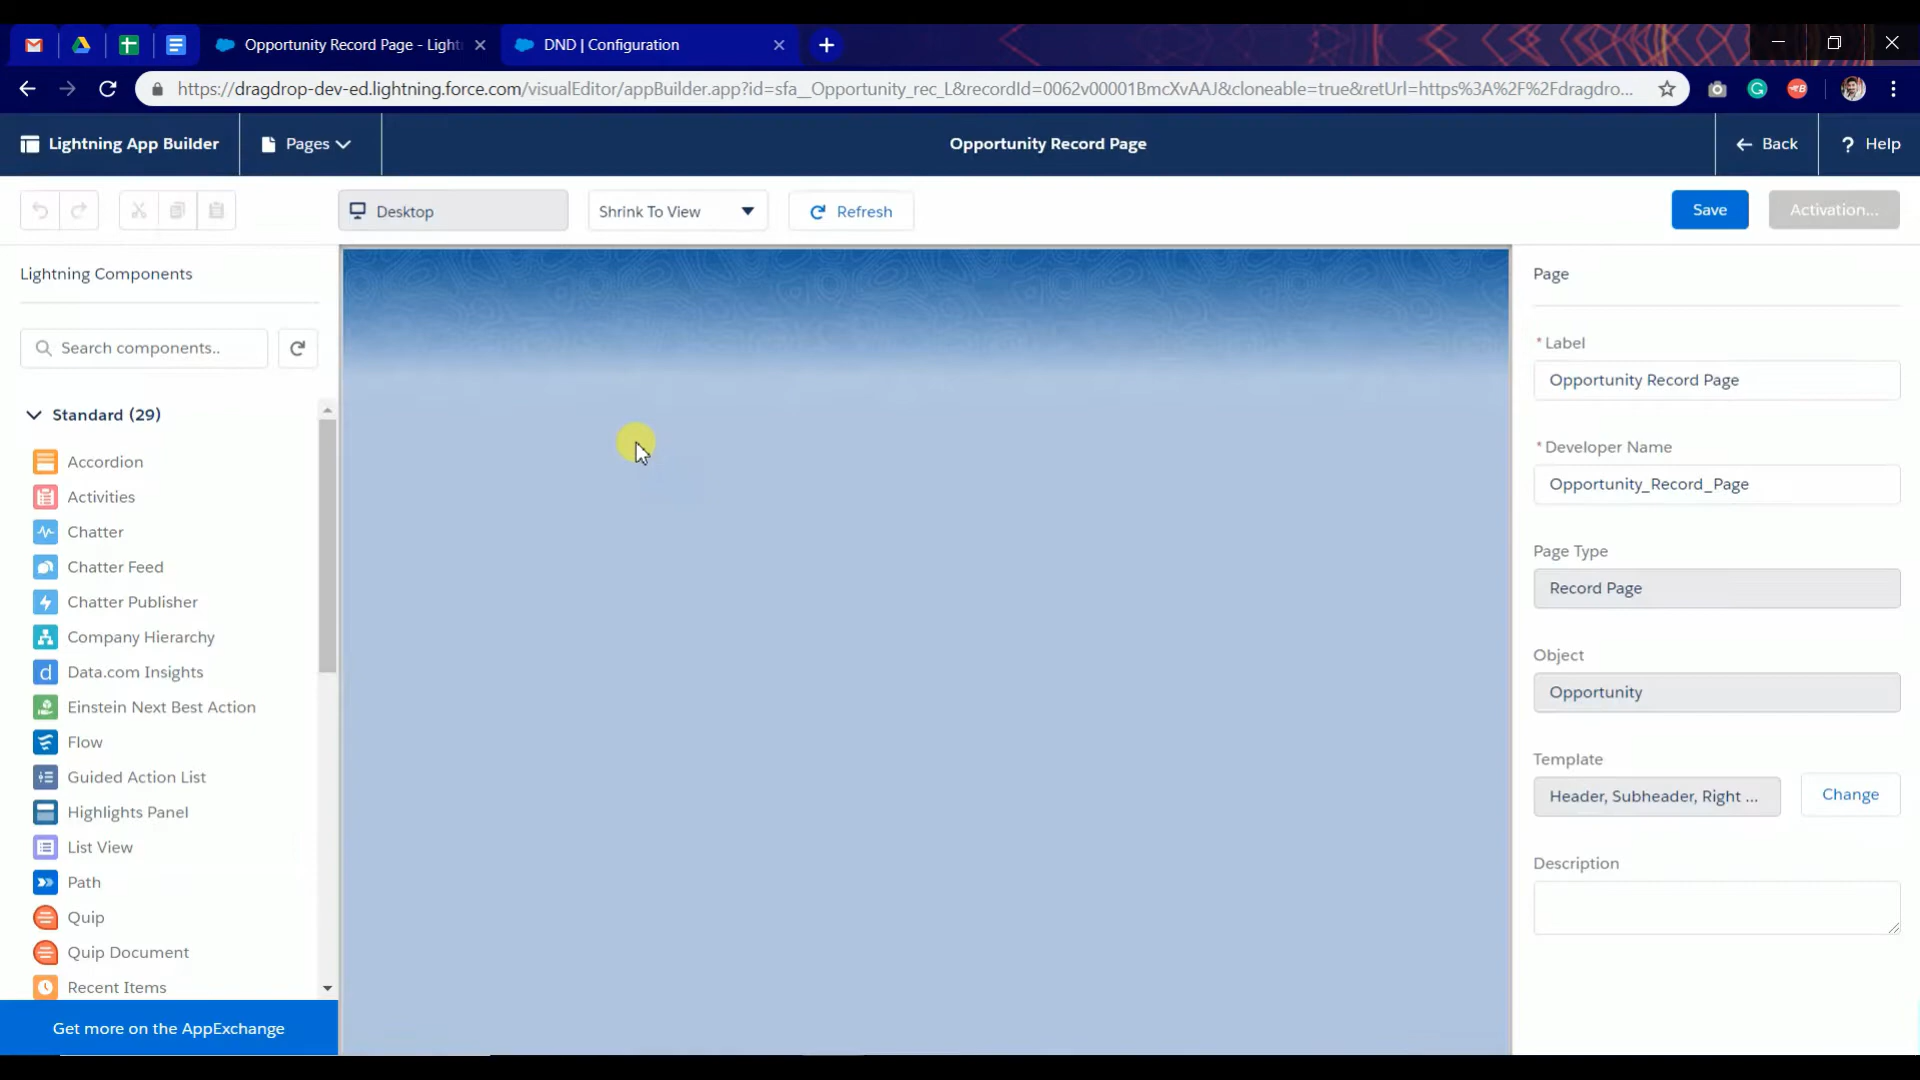 Opportunity Record Page - Light
DND | Configuration
https://dragdrop-dev-ed.lightning.force.com/visualEditor/appBuilder.app?id=sfa__Opportunity_rec_L&recordId=0062v00001BmcXvAAJ&cloneable=true&retUrl=https%3A%2F%2Fdragdro...
Lightning App Builder
Pages
Opportunity Record Page
Back
? Help
Desktop
Shrink To View
Refresh
Save
Activation...
Lightning Components
Search components..
Standard (29)
Accordion
Activities
Chatter
Chatter Feed
Chatter Publisher
Company Hierarchy
Data.com Insights
Einstein Next Best Action
Flow
Guided Action List
Highlights Panel
List View
Path
Quip
Quip Document
Recent Items
Get more on the AppExchange
Page
* Label
Opportunity Record Page
* Developer Name
Opportunity_Record_Page
Page Type
Record Page
Object
Opportunity
Template
Header, Subheader, Right ...
Change
Description